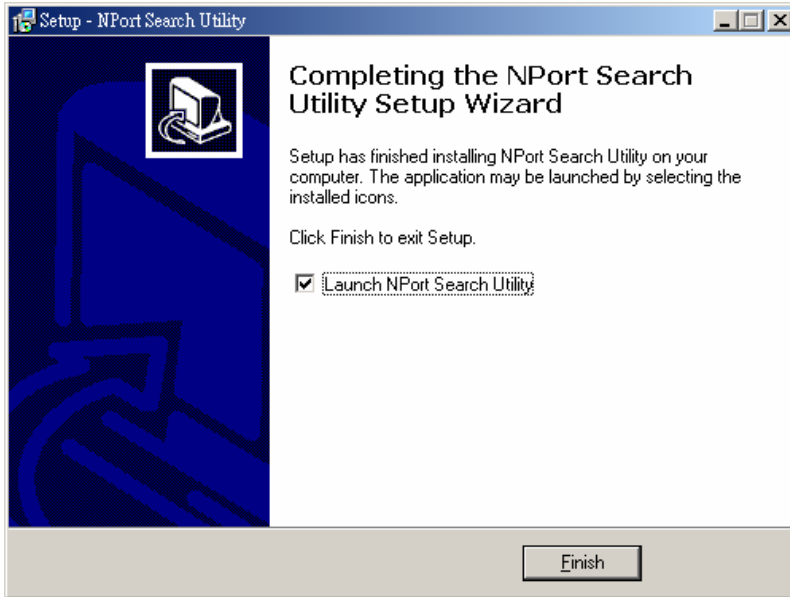 Setup - NPort Search Utility
Completing the NPort Search
Utility Setup Wizard
Setup has finished installing NPort Search Utility on your
computer. The application may be launched by selecting the
installed icons.
Click Finish to exit Setup.
Launch NPort Search Utility
Finish